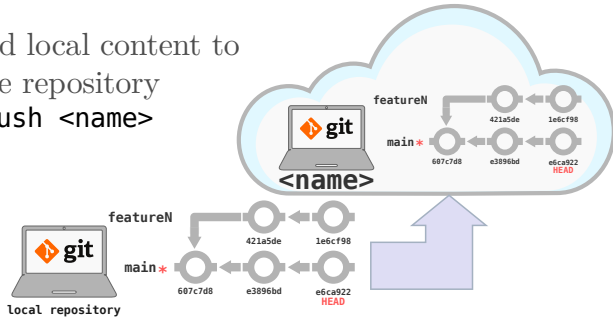 d local content to
e repository
ush <name>
featureN
421a5de
1e6cf98
git
main*
607c7d8
e3896bd
e6ca922
HEAD
<name>
featureN
421a5de
1e6cf98
git
main*
607c7d8
e3896bd
e6ca922
HEAD
local repository